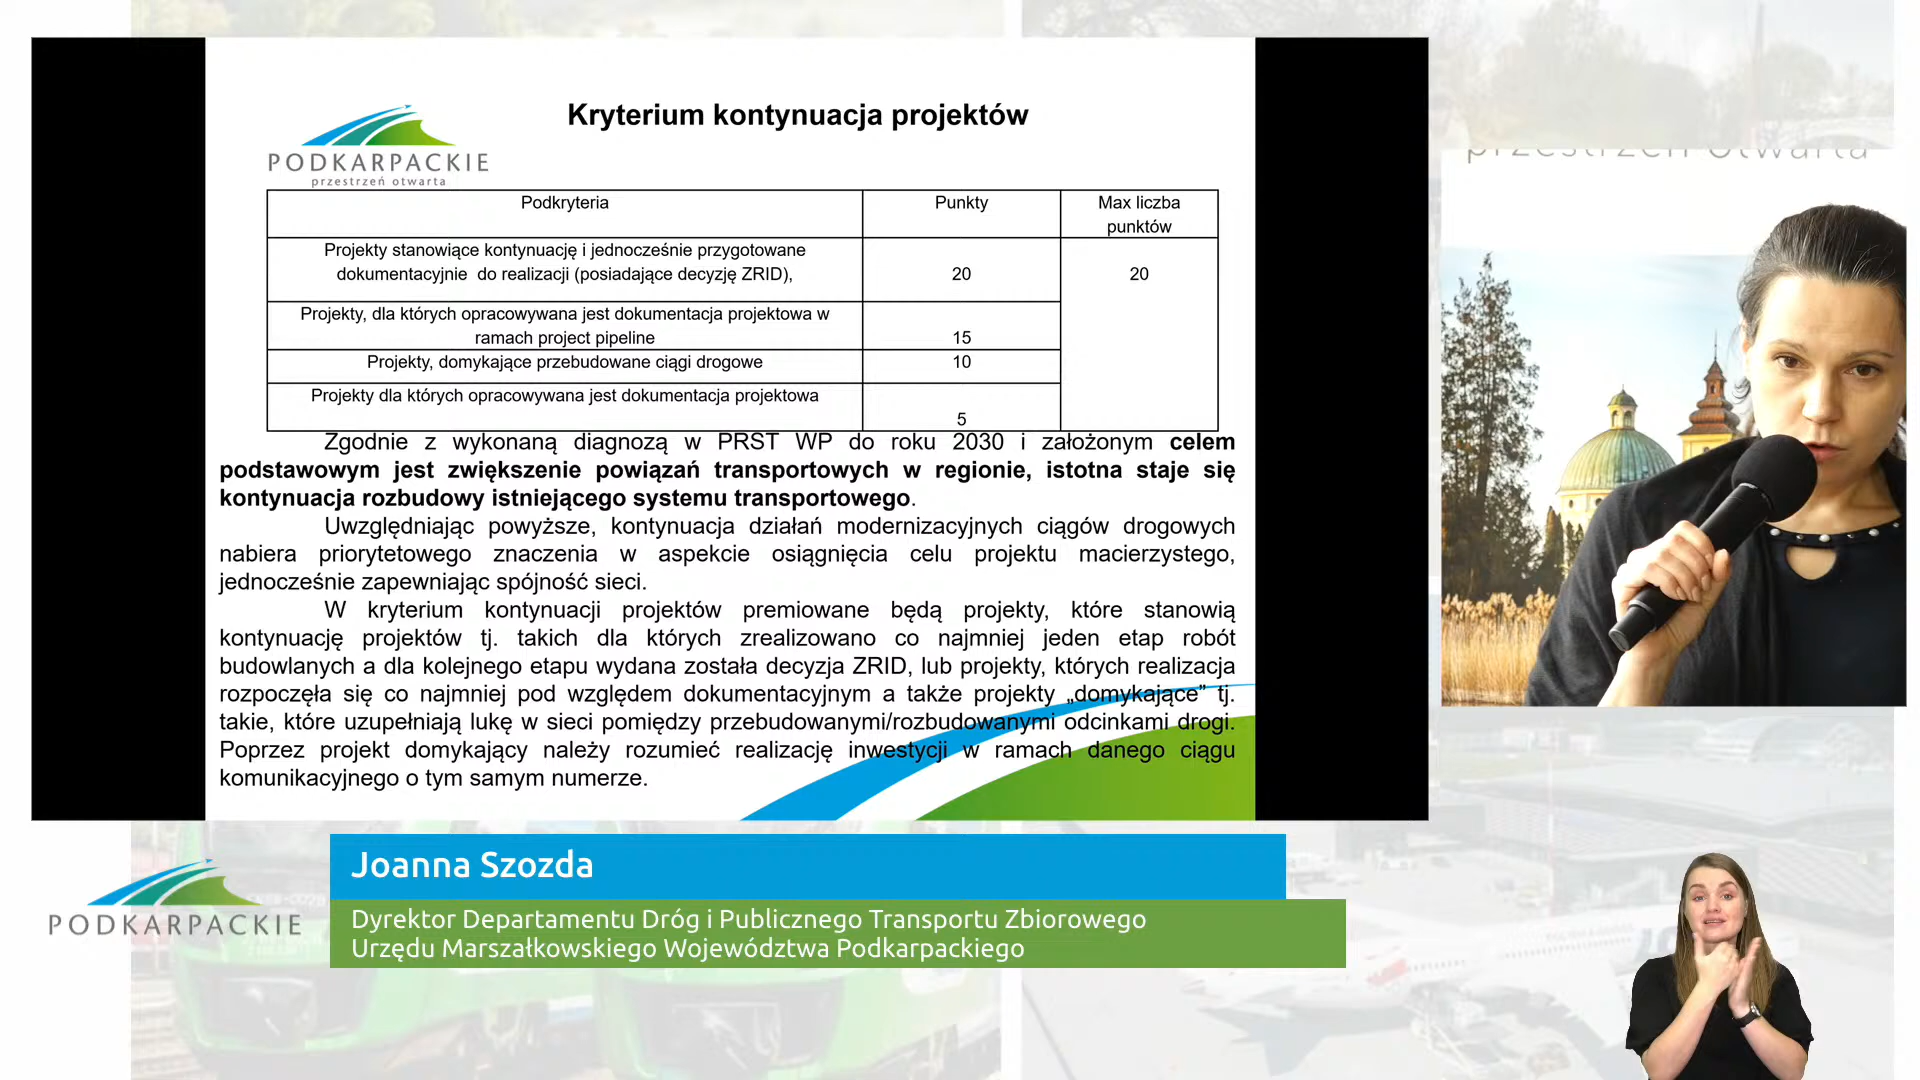 Kryterium kontynuacja projektów
PODKARPACKIE
przestrzeń otwarta
Podkryteria
Punkty
Max liczba
punktów
Projekty stanowiące kontynuację i jednocześnie przygotowane
dokumentacyjnie do realizacji (posiadające decyzję ZRID),
20
20
Projekty, dla których opracowywana jest dokumentacja projektowa w
ramach project pipeline
15
Projekty, domykające przebudowane ciągi drogowe
10
Projekty dla których opracowywana jest dokumentacja projektowa
5
Zgodnie z wykonaną diagnozą w PRST WP do roku 2030 i założonym celem
podstawowym jest zwiększenie powiązań transportowych w regionie, istotna staje się
kontynuacja rozbudowy istniejącego systemu transportowego.
Uwzględniając powyższe, kontynuacja działań modernizacyjnych ciągów drogowych
nabiera priorytetowego znaczenia w aspekcie osiągnięcia celu projektu macierzystego,
jednocześnie zapewniając spójność sieci.
W kryterium kontynuacji projektów premiowane będą projekty, które stanowią
kontynuację projektów tj. takich dla których zrealizowano co najmniej jeden etap robót
budowlanych a dla kolejnego etapu wydana została decyzja ZRID, lub projekty, których realizacja
rozpoczęła się co najmniej pod względem dokumentacyjnym a także projekty „domykające” tj.
takie, które uzupełniają lukę w sieci pomiędzy przebudowanymi/rozbudowanymi odcinkami drogi.
Poprzez projekt domykający należy rozumieć realizację inwestycji w ramach danego ciągu
komunikacyjnego o tym samym numerze.
przestrzeń otwarta
PODKARPACKIE
Joanna Szozda
Dyrektor Departamentu Dróg i Publicznego Transportu Zbiorowego
Urzędu Marszałkowskiego Województwa Podkarpackiego